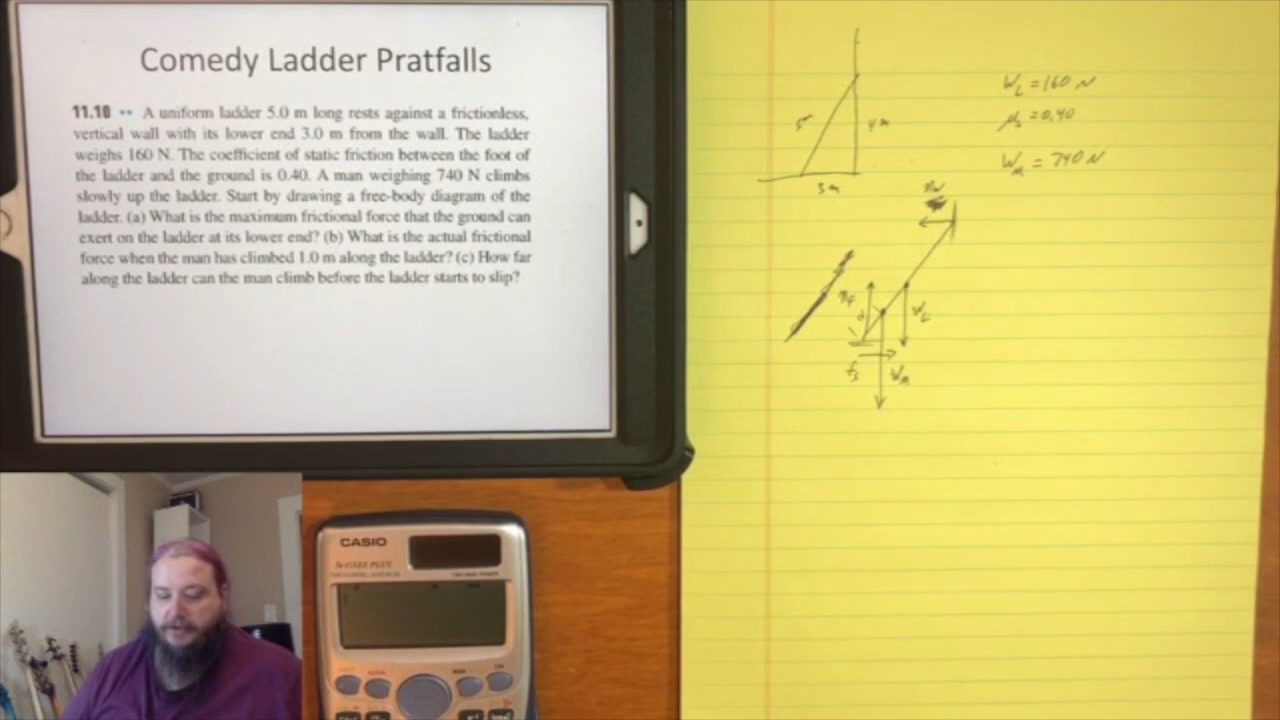 Comedy Ladder Pratfalls
11.10 •• A uniform ladder 5.0 m long rests against a frictionless,
vertical wall with its lower end 3.0 m from the wall. The ladder
weighs 160 N. The coefficient of static friction between the foot of
the ladder and the ground is 0.40. A man weighing 740 N climbs
slowly up the ladder. Start by drawing a free-body diagram of the
ladder. (a) What is the maximum frictional force that the ground can
exert on the ladder at its lower end? (b) What is the actual frictional
force when the man has climbed 1.0 m along the ladder? (c) How far
along the ladder can the man climb before the ladder starts to slip?
W_L = 160 N
μ_s = 0.40
W_M = 740 N
4m
3m
W_L
f_s
W_M
CASIO